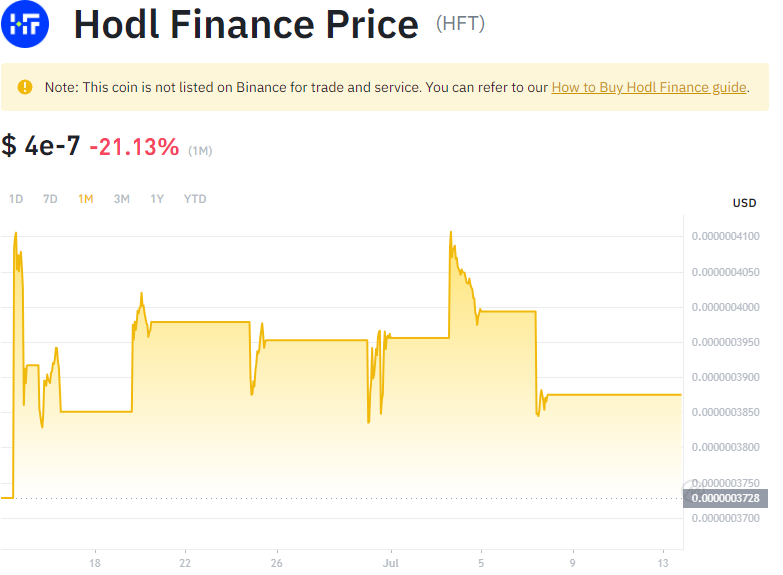 HF
Hodl Finance Price (HFT)
Note: This coin is not listed on Binance for trade and service. You can refer to our How to Buy Hodl Finance guide.
$ 4e-7 -21.13% (1M)
1D 7D 1M 3M 1Y YTD
USD
0.0000004100
0.0000004050
0.0000004000
0.0000003950
0.0000003900
0.0000003850
0.0000003800
0.0000003750
0.0000003728
0.0000003700
18 22 26 Jul 5 9 13